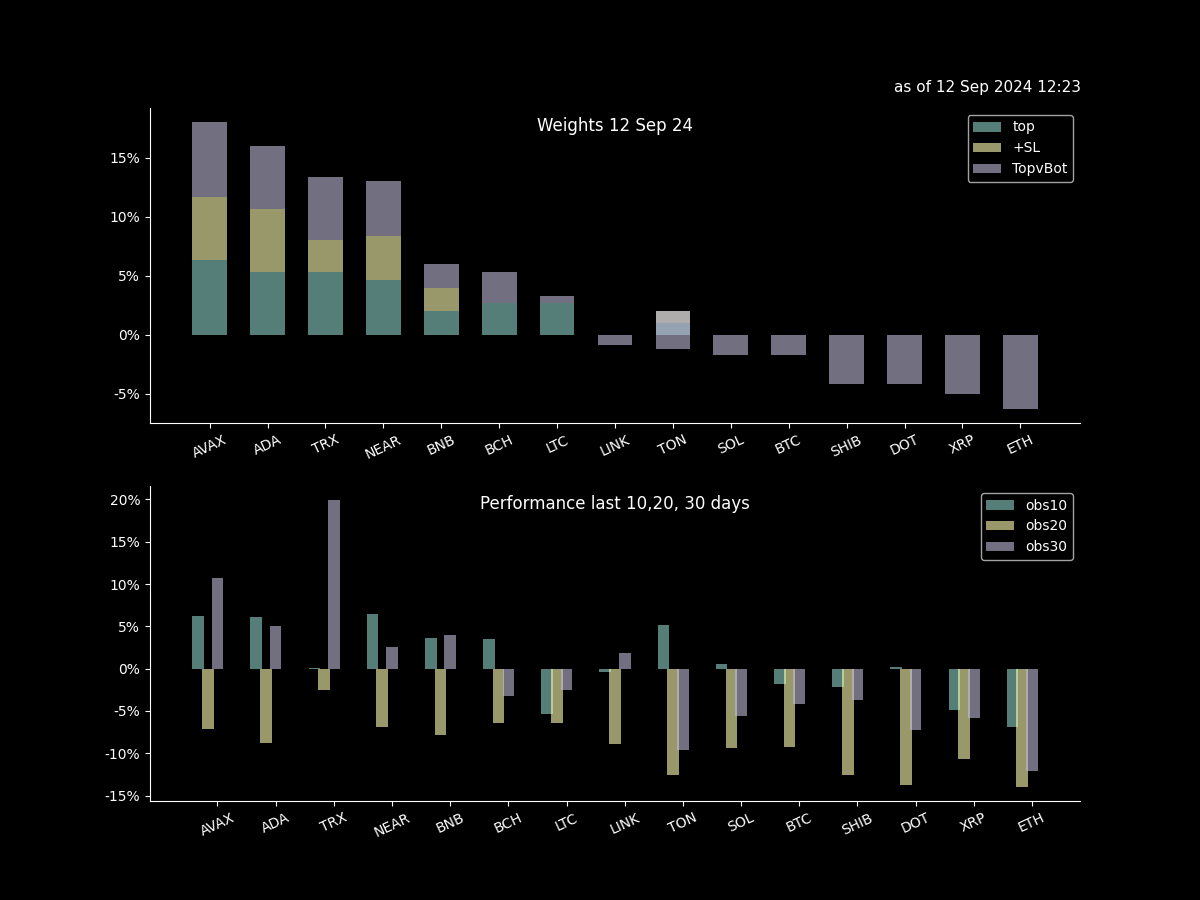 as of 12 Sep 2024 12:23
Weights 12 Sep 24
top
+SL
TopvBot
15%
10%
5%
0%
-5%
AVAX ADA TRX NEAR BNB BCH LTC LINK TON SOL BTC SHIB DOT XRP ETH
Performance last 10,20, 30 days
obs10
obs20
obs30
20%
15%
10%
5%
0%
-5%
-10%
-15%
AVAX ADA TRX NEAR BNB BCH LTC LINK TON SOL BTC SHIB DOT XRP ETH